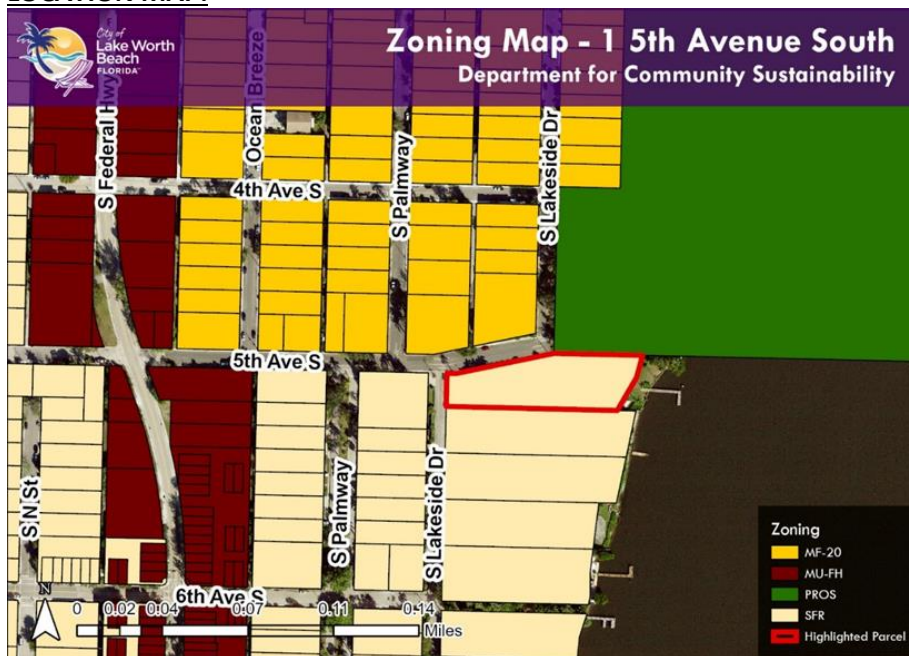 LOCATION MAP:
City of
Lake Worth
Beach
FLORIDA
Zoning Map - 1 5th Avenue South
Department for Community Sustainability
S Federal Hwy
Ocean Breeze
S Palmway
S Lakeside Dr
4th Ave S
5th Ave S
S N St
S Palmway
S Lakeside Dr
6th Ave S
N
0 0.02 0.04 0.07 0.11 0.14
Miles
Zoning
MF-20
MU-FH
PROS
SFR
Highlighted Parcel